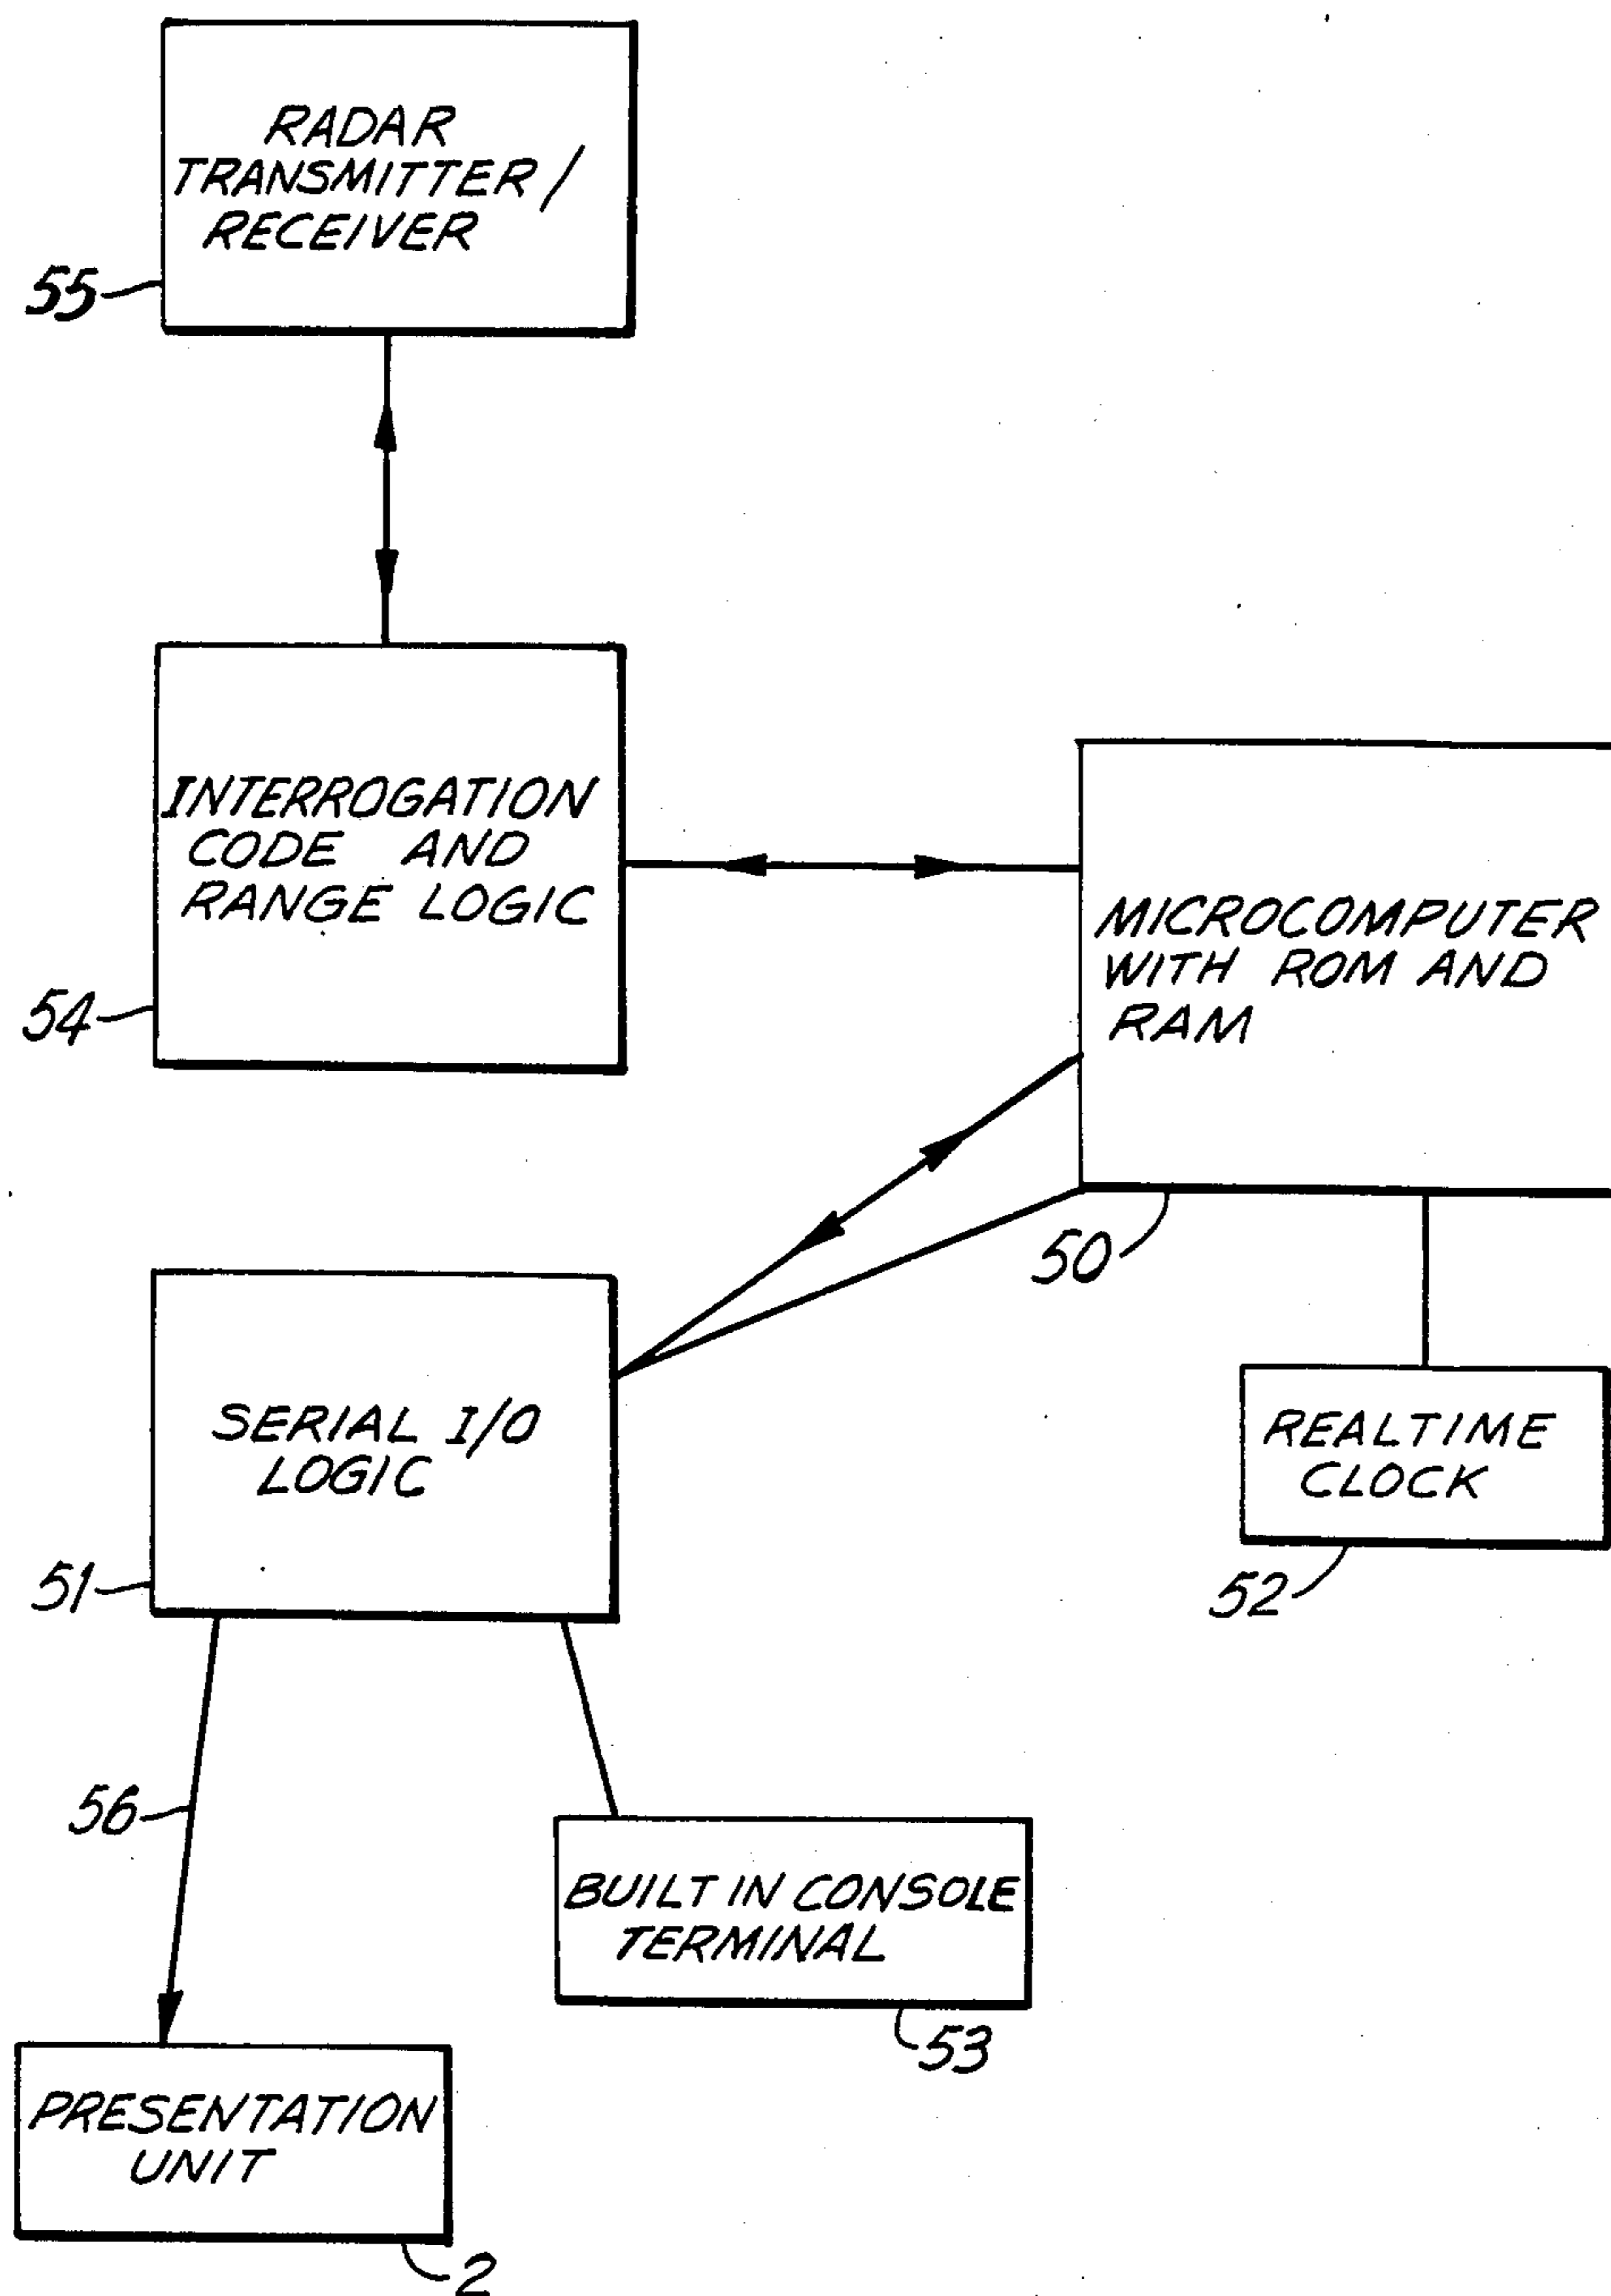 RADAR
TRANSMITTER/
RECEIVER
55
INTERROGATION
CODE AND
RANGE LOGIC
54
MICROCOMPUTER
WITH ROM AND
RAM
50
SERIAL I/O
LOGIC
51
REALTIME
CLOCK
52
56
BUILT IN CONSOLE
TERMINAL
53
PRESENTATION
UNIT
2